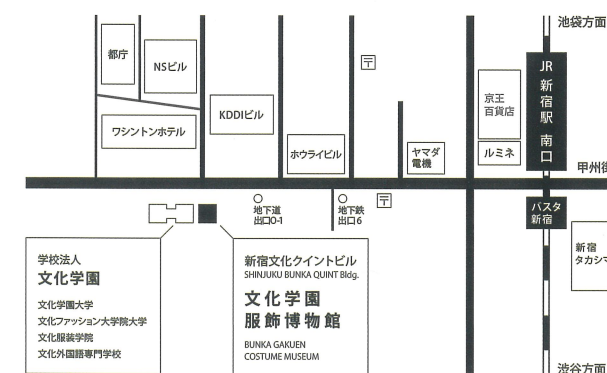 池袋方面
都庁
NSビル
JR
新宿駅
南口
〒
京王
百貨店
KDDIビル
ワシントンホテル
ホウライビル
ヤマダ
電機
ルミネ
甲州街
地下道
出口O-1
地下鉄
出口6
〒
バスタ
新宿
新宿
タカシマ
学校法人
文化学園
文化学園大学
文化ファッション大学院大学
文化服装学院
文化外国語専門学校
新宿文化クイントビル
SHINJUKU BUNKA QUINT Bldg.
文化学園
服飾博物館
BUNKA GAKUEN
COSTUME MUSEUM
渋谷方面